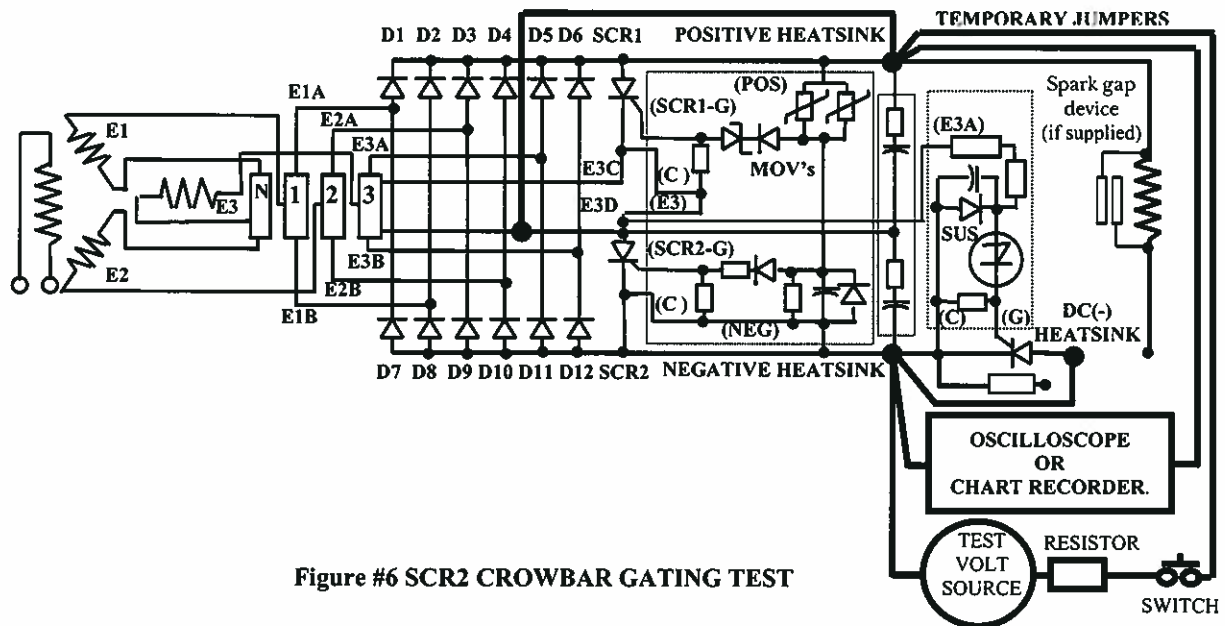 TEMPORARY JUMPERS
D1 D2 D3 D4 D5 D6 SCR1 POSITIVE HEATSINK
E1A
(POS)
Spark gap
device
(if supplied)
(SCR1-G)
E1
E2A
(E3A)
E3A
MOV's
E3C
(C)
N 1 2 3
E3
(E3)
E3D
SUS
(SCR2-G)
E3B
E2
E2B
(C)
(C) (G)
DC(-)
HEATSINK
E1B
(NEG)
D7 D8 D9 D10 D11 D12 SCR2 NEGATIVE HEATSINK
OSCILLOSCOPE
OR
CHART RECORDER.
TEST
VOLT
SOURCE
RESISTOR
SWITCH
Figure #6 SCR2 CROWBAR GATING TEST